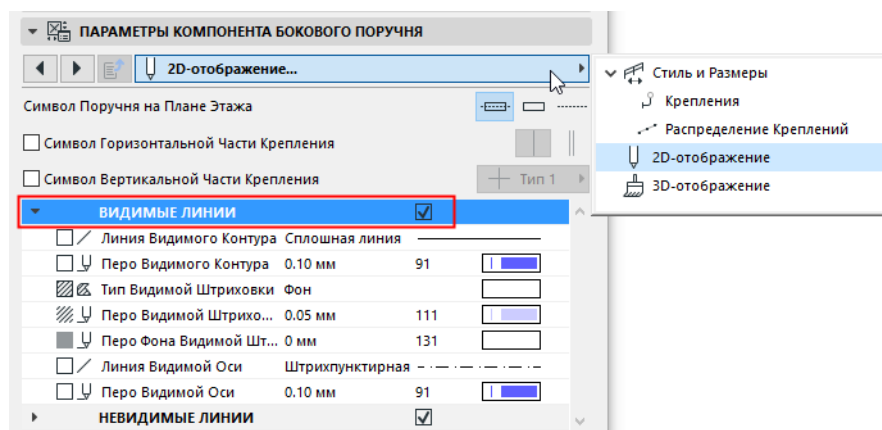 ПАРАМЕТРЫ КОМПОНЕНТА БОКОВОГО ПОРУЧНЯ
2D-отображение...
Символ Поручня на Плане Этажа
Символ Горизонтальной Части Крепления
Символ Вертикальной Части Крепления Тип 1
ВИДИМЫЕ ЛИНИИ
Линия Видимого Контура Сплошная линия
Перо Видимого Контура 0.10 мм 91
Тип Видимой Штриховки Фон
Перо Видимой Штрихо... 0.05 мм 111
Перо Фона Видимой Шт... 0 мм 131
Линия Видимой Оси Штрихпунктирная
Перо Видимой Оси 0.10 мм 91
НЕВИДИМЫЕ ЛИНИИ
Стиль и Размеры
Крепления
Распределение Креплений
2D-отображение
3D-отображение